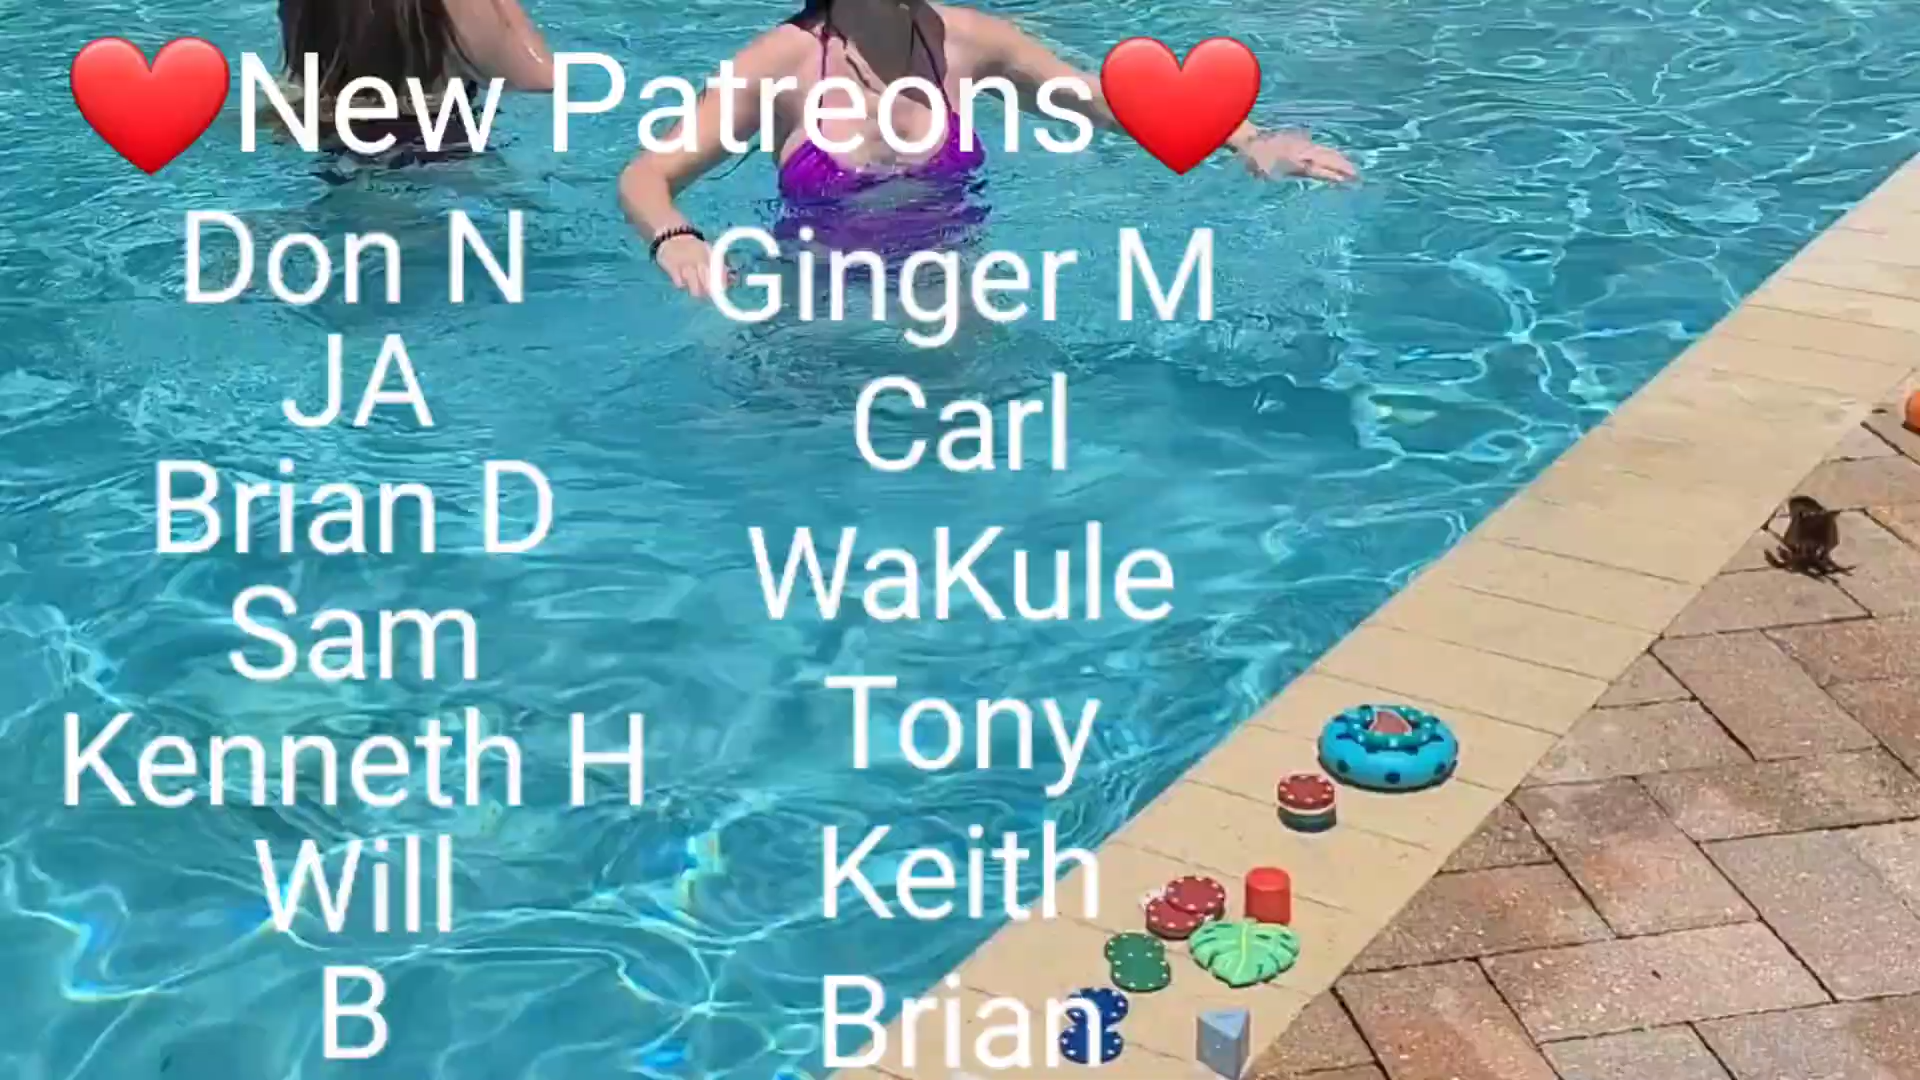 ❤️New Patreons❤️
Don N
JA
Brian D
Sam
Kenneth H
Will
B
Ginger M
Carl
WaKule
Tony
Keith
Brian